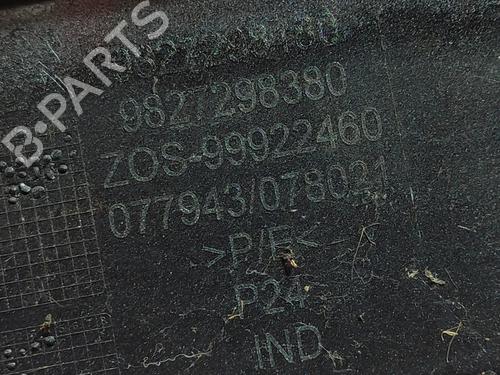 B-PARTS
9827298380
ZOS-99922460
077943/078021
>P/E<
P24
IND